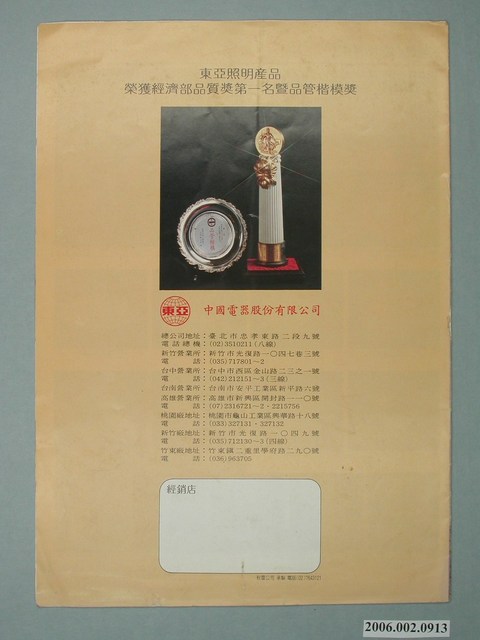 東亞照明產品
榮獲經濟部品質獎第一名暨品管楷模獎
東亞
中國電器股份有限公司
總公司地址：臺北市忠孝東路二段九號
電話總機：(02)3510211(八線)
新竹營業所：新竹市光復路一〇四七巷三號
電話：(035)717801～2
台中營業所：台中市西區金山路二三之一號
電話：(042)212151～3(三線)
台南營業所：台南市安平工業區新平路六號
高雄營業所：高雄市新興區開封路一一〇號
電話：(07)2316721～2．2215756
桃園廠地址：桃園市龜山工業區興華路十八號
電話：(033)327131．327132
新竹廠地址：新竹市光復路一〇四九號
電話：(035)712130～3(四線)
竹東廠地址：竹東鎮二重里學府路二九〇號
電話：(036)963705
經銷店
2006.002.0913